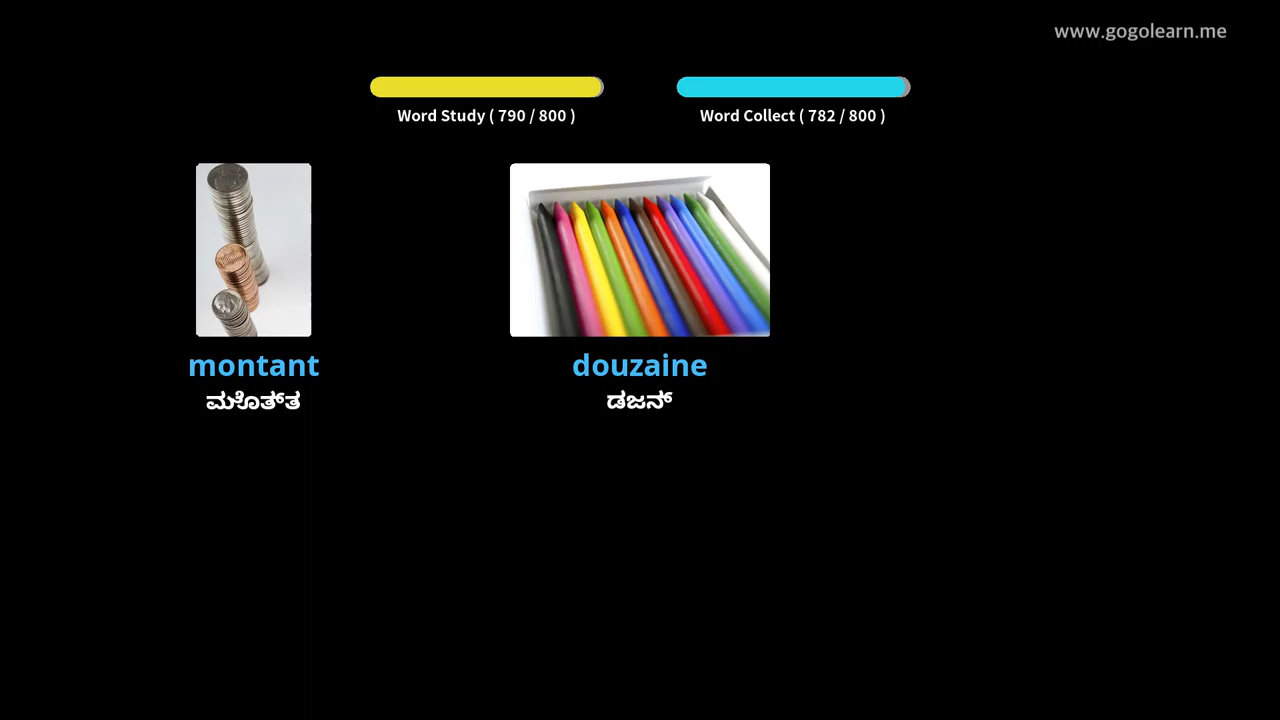 www.gogolearn.me
Word Study ( 790 / 800 )
Word Collect ( 782 / 800 )
montant
ಮೊತ್ತ
douzaine
ಡಜನ್